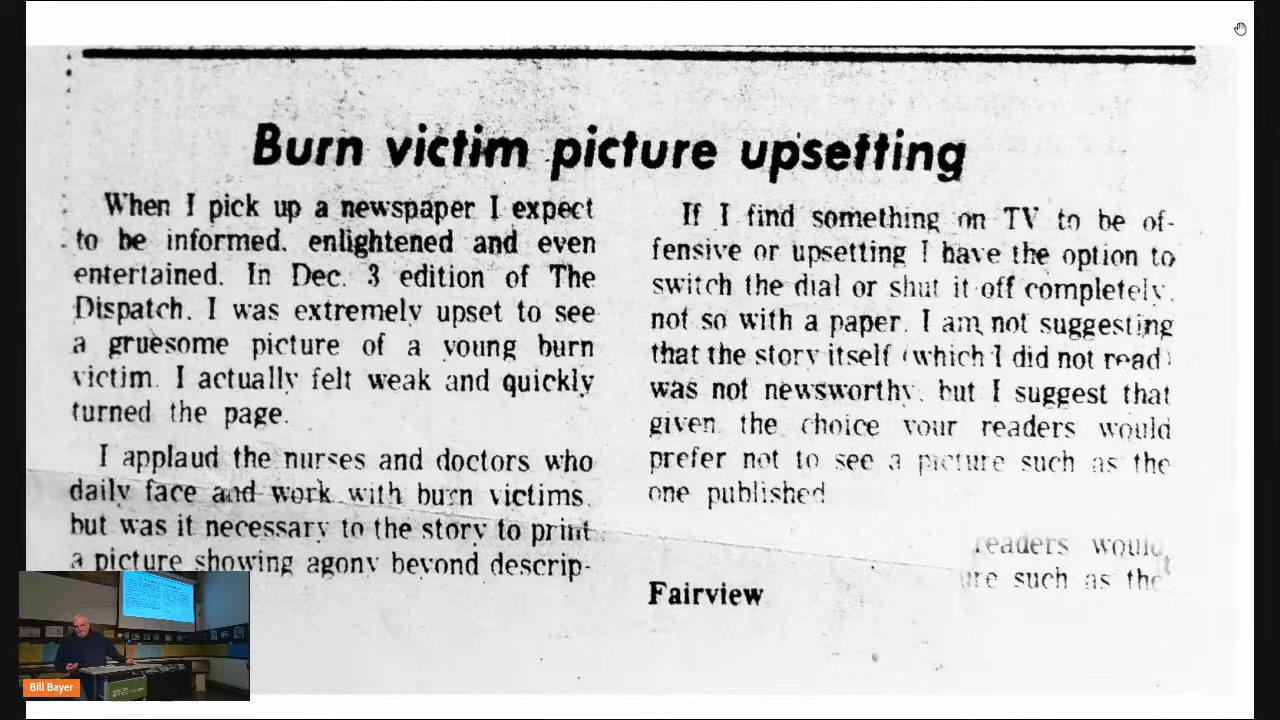 Burn victim picture upsetting
When I pick up a newspaper I expect
to be informed, enlightened and even
entertained. In Dec. 3 edition of The
Dispatch. I was extremely upset to see
a gruesome picture of a young burn
victim. I actually felt weak and quickly
turned the page.
I applaud the nurses and doctors who
daily face and work with burn victims,
but was it necessary to the story to print
a picture showing agony beyond descrip-
If I find something on TV to be of-
fensive or upsetting I have the option to
switch the dial or shut it off completely,
not so with a paper. I am not suggesting
that the story itself (which I did not read)
was not newsworthy, but I suggest that
given the choice your readers would
prefer not to see a picture such as the
one published
readers would
ure such as the
Fairview
Bill Bayer